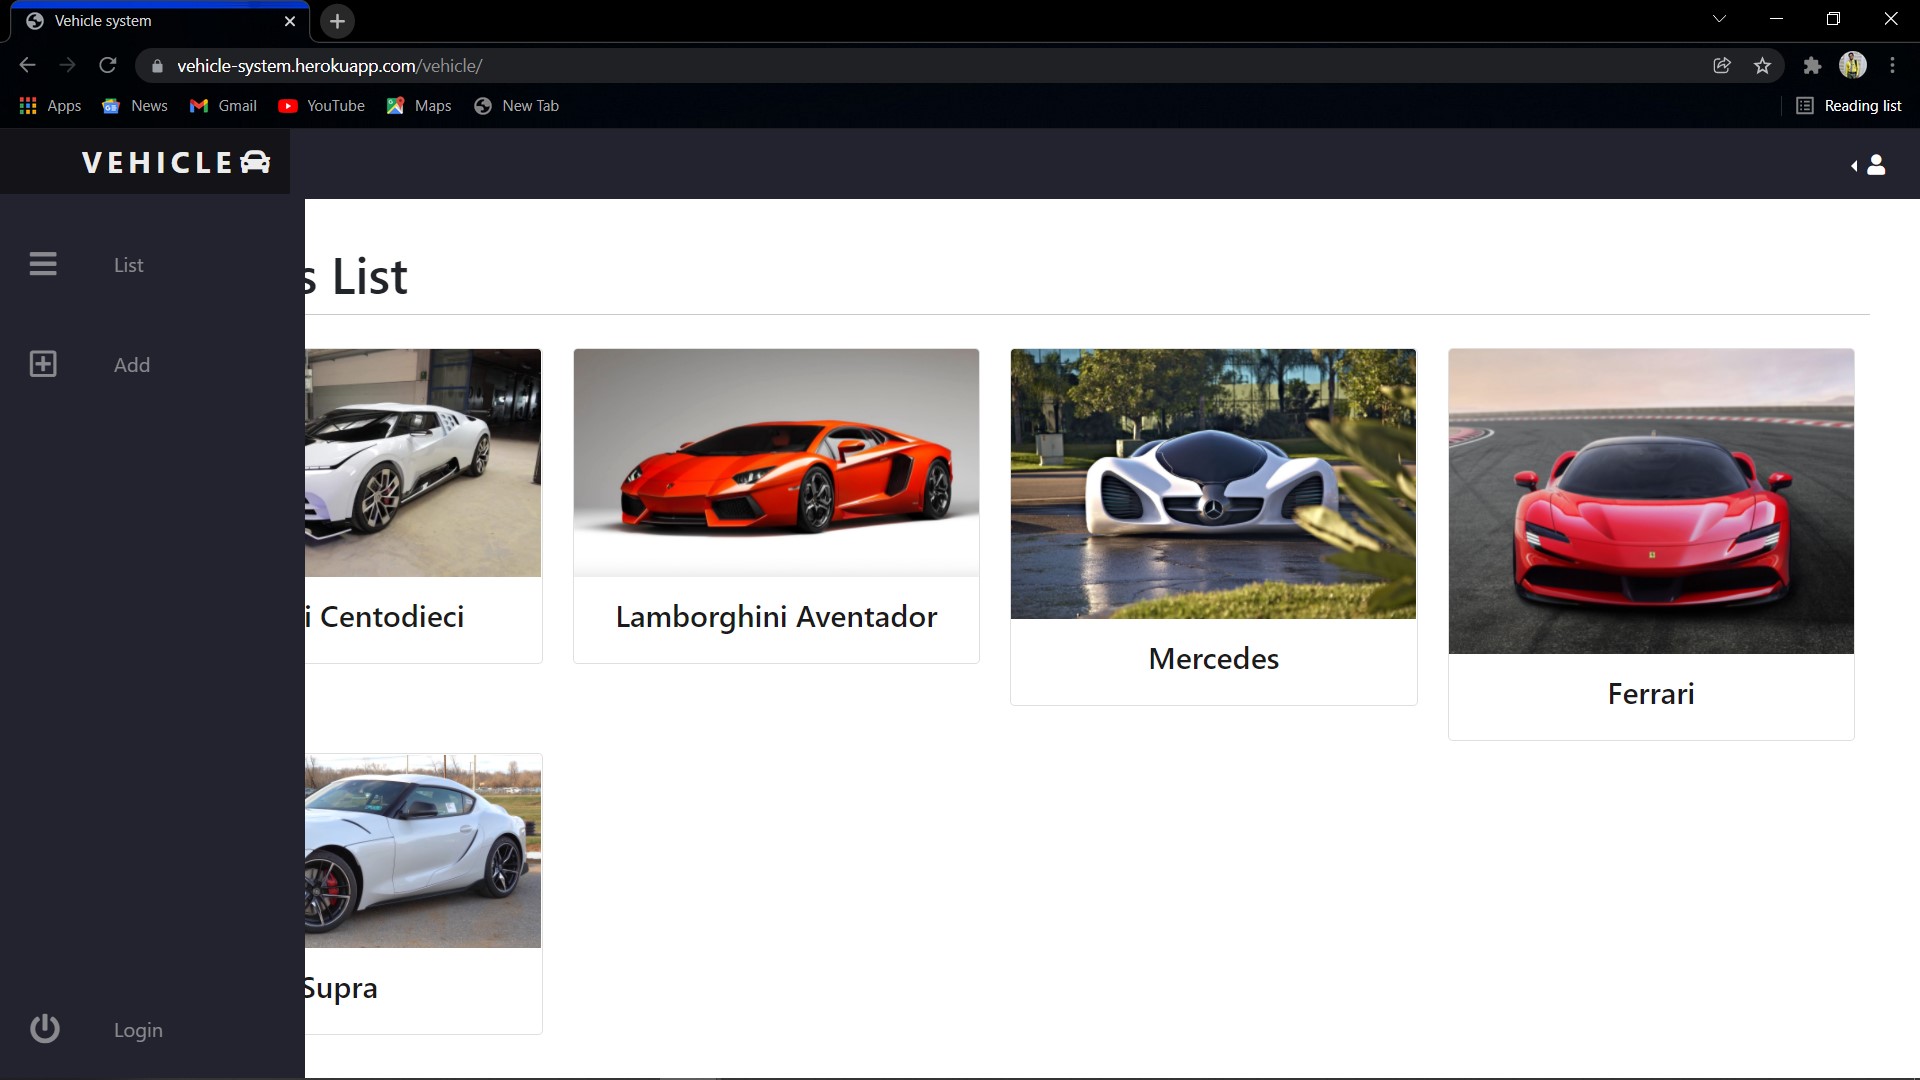 Vehicle system
vehicle-system.herokuapp.com/vehicle/
Apps News Gmail YouTube Maps New Tab Reading list
VEHICLE
List
Add
s List
i Centodieci
Lamborghini Aventador
Mercedes
Ferrari
Supra
Login